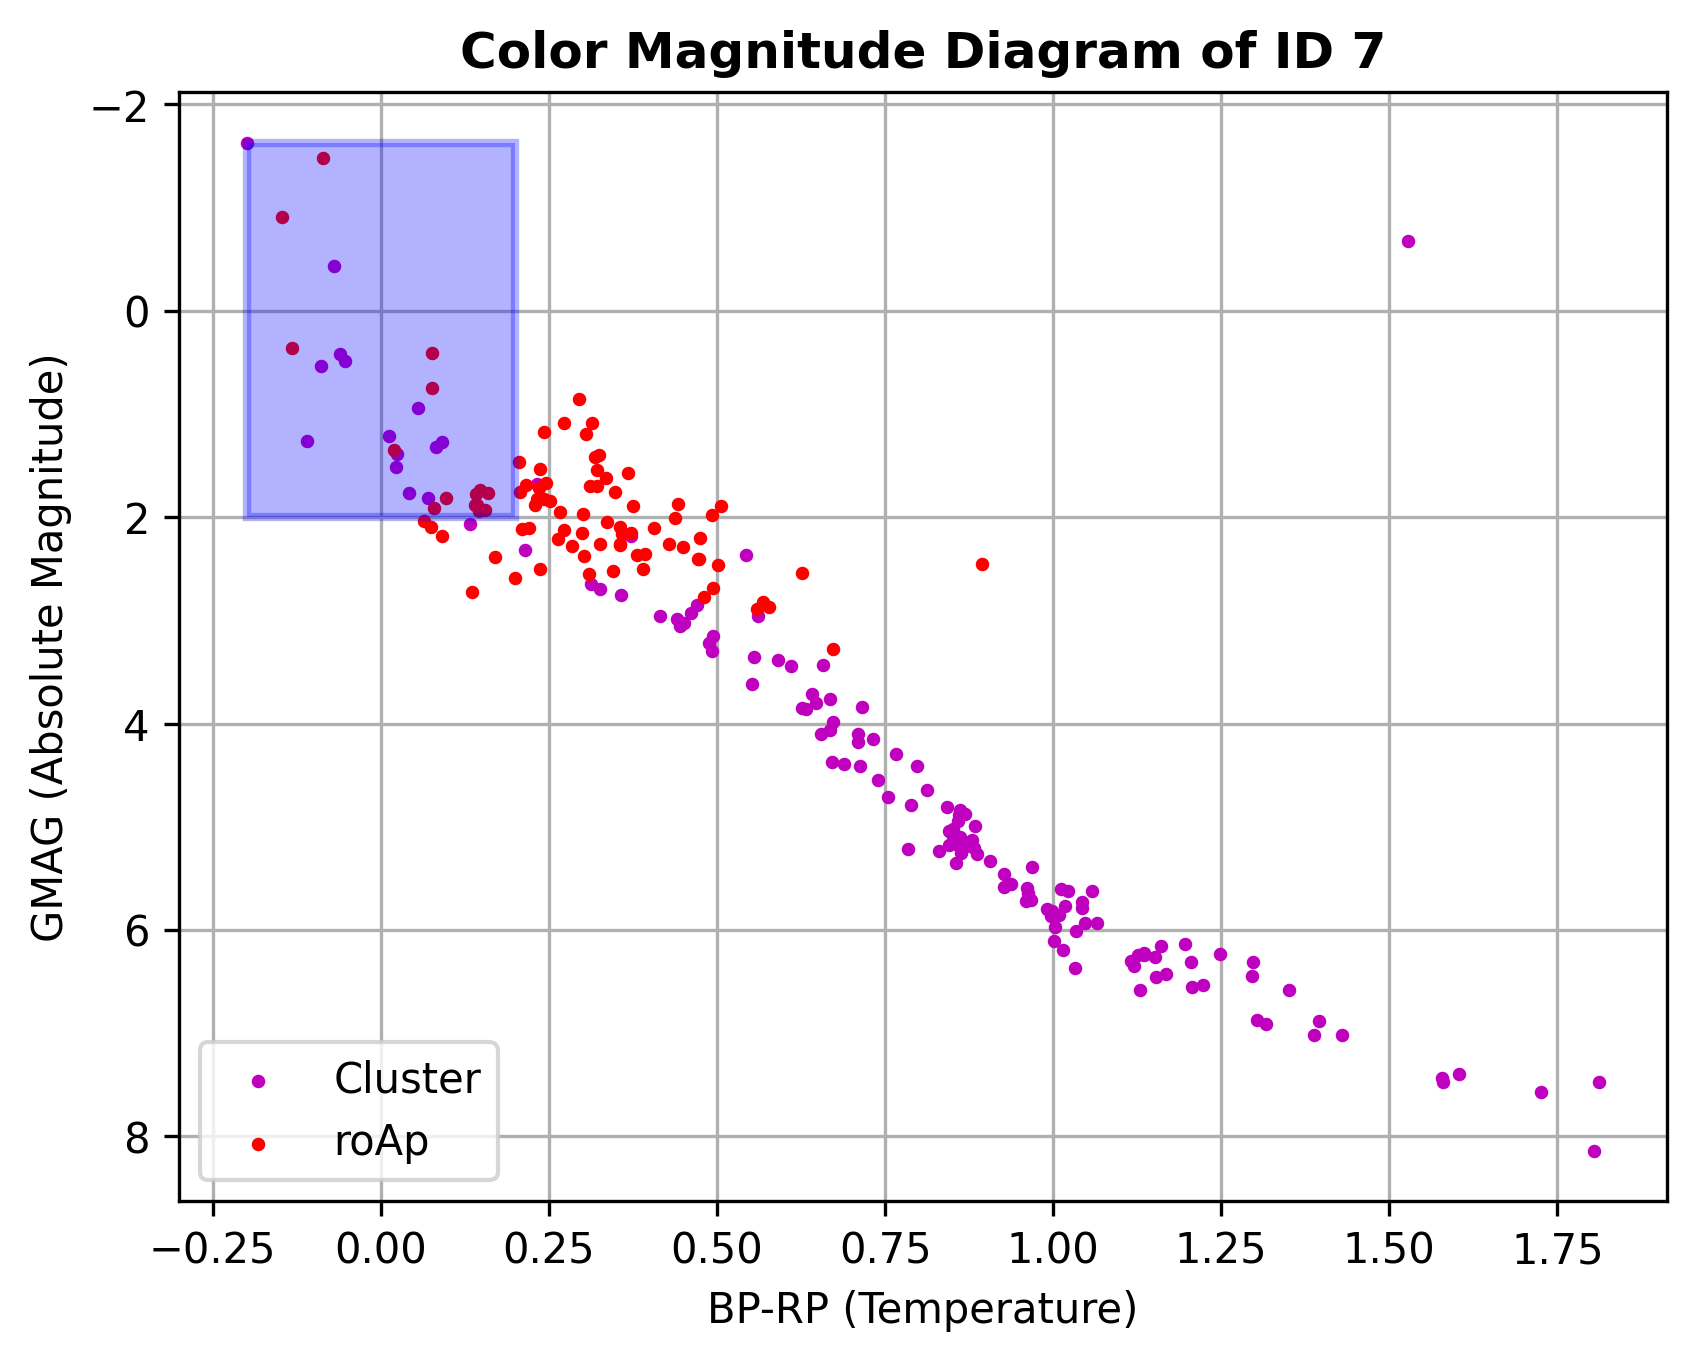 Color Magnitude Diagram of ID 7
−2
0
2
4
6
8
GMAG (Absolute Magnitude)
Cluster
roAp
−0.25 0.00 0.25 0.50 0.75 1.00 1.25 1.50 1.75
BP-RP (Temperature)